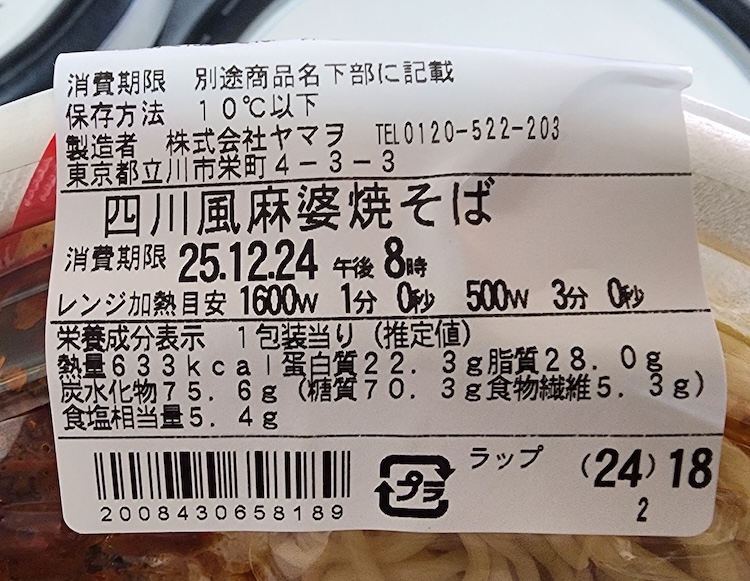 消費期限 別途商品名下部に記載
保存方法 10℃以下
製造者 株式会社ヤマヲ TEL0120-522-203
東京都立川市栄町4-3-3
四川風麻婆焼そば
消費期限 25.12.24 午後 8時
レンジ加熱目安 1600W 1分 0秒 500W 3分 0秒
栄養成分表示 1包装当り(推定値)
熱量633kcal蛋白質22.3g脂質28.0g
炭水化物75.6g(糖質70.3g食物繊維5.3g)
食塩相当量5.4g
プラ ラップ (24)18
2008430658189 2